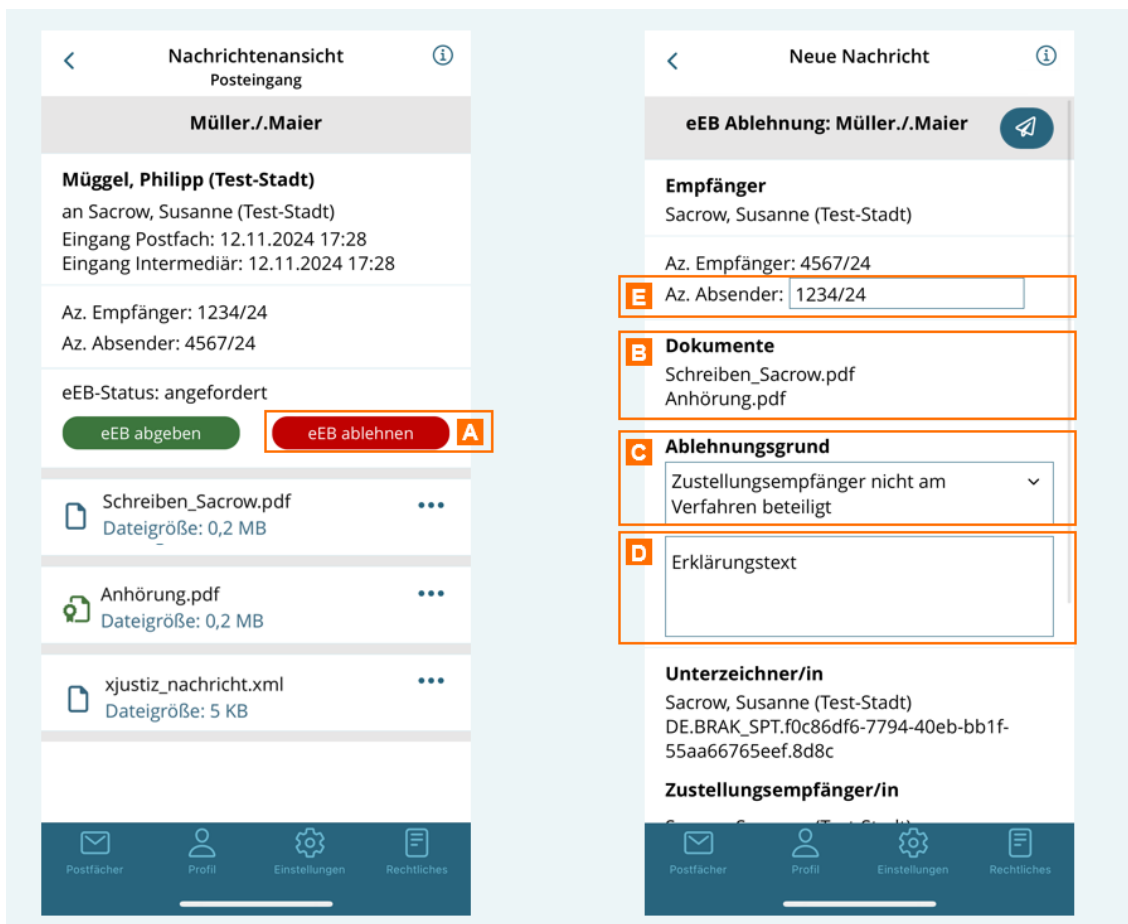 Nachrichtenansicht
Posteingang
Müller./.Maier
Müggel, Philipp (Test-Stadt)
an Sacrow, Susanne (Test-Stadt)
Eingang Postfach: 12.11.2024 17:28
Eingang Intermediär: 12.11.2024 17:28
Az. Empfänger: 1234/24
Az. Absender: 4567/24
eEB-Status: angefordert
eEB abgeben
eEB ablehnen
A
Schreiben_Sacrow.pdf
Dateigröße: 0,2 MB
Anhörung.pdf
Dateigröße: 0,2 MB
xjustiz_nachricht.xml
Dateigröße: 5 KB
Postfächer Profil Einstellungen Rechtliches
Neue Nachricht
eEB Ablehnung: Müller./.Maier
Empfänger
Sacrow, Susanne (Test-Stadt)
Az. Empfänger: 4567/24
E Az. Absender: 1234/24
B Dokumente
Schreiben_Sacrow.pdf
Anhörung.pdf
C Ablehnungsgrund
Zustellungsempfänger nicht am
Verfahren beteiligt
D
Erklärungstext
Unterzeichner/in
Sacrow, Susanne (Test-Stadt)
DE.BRAK_SPT.f0c86df6-7794-40eb-bb1f-
55aa66765eef.8d8c
Zustellungsempfänger/in
Postfächer Profil Einstellungen Rechtliches